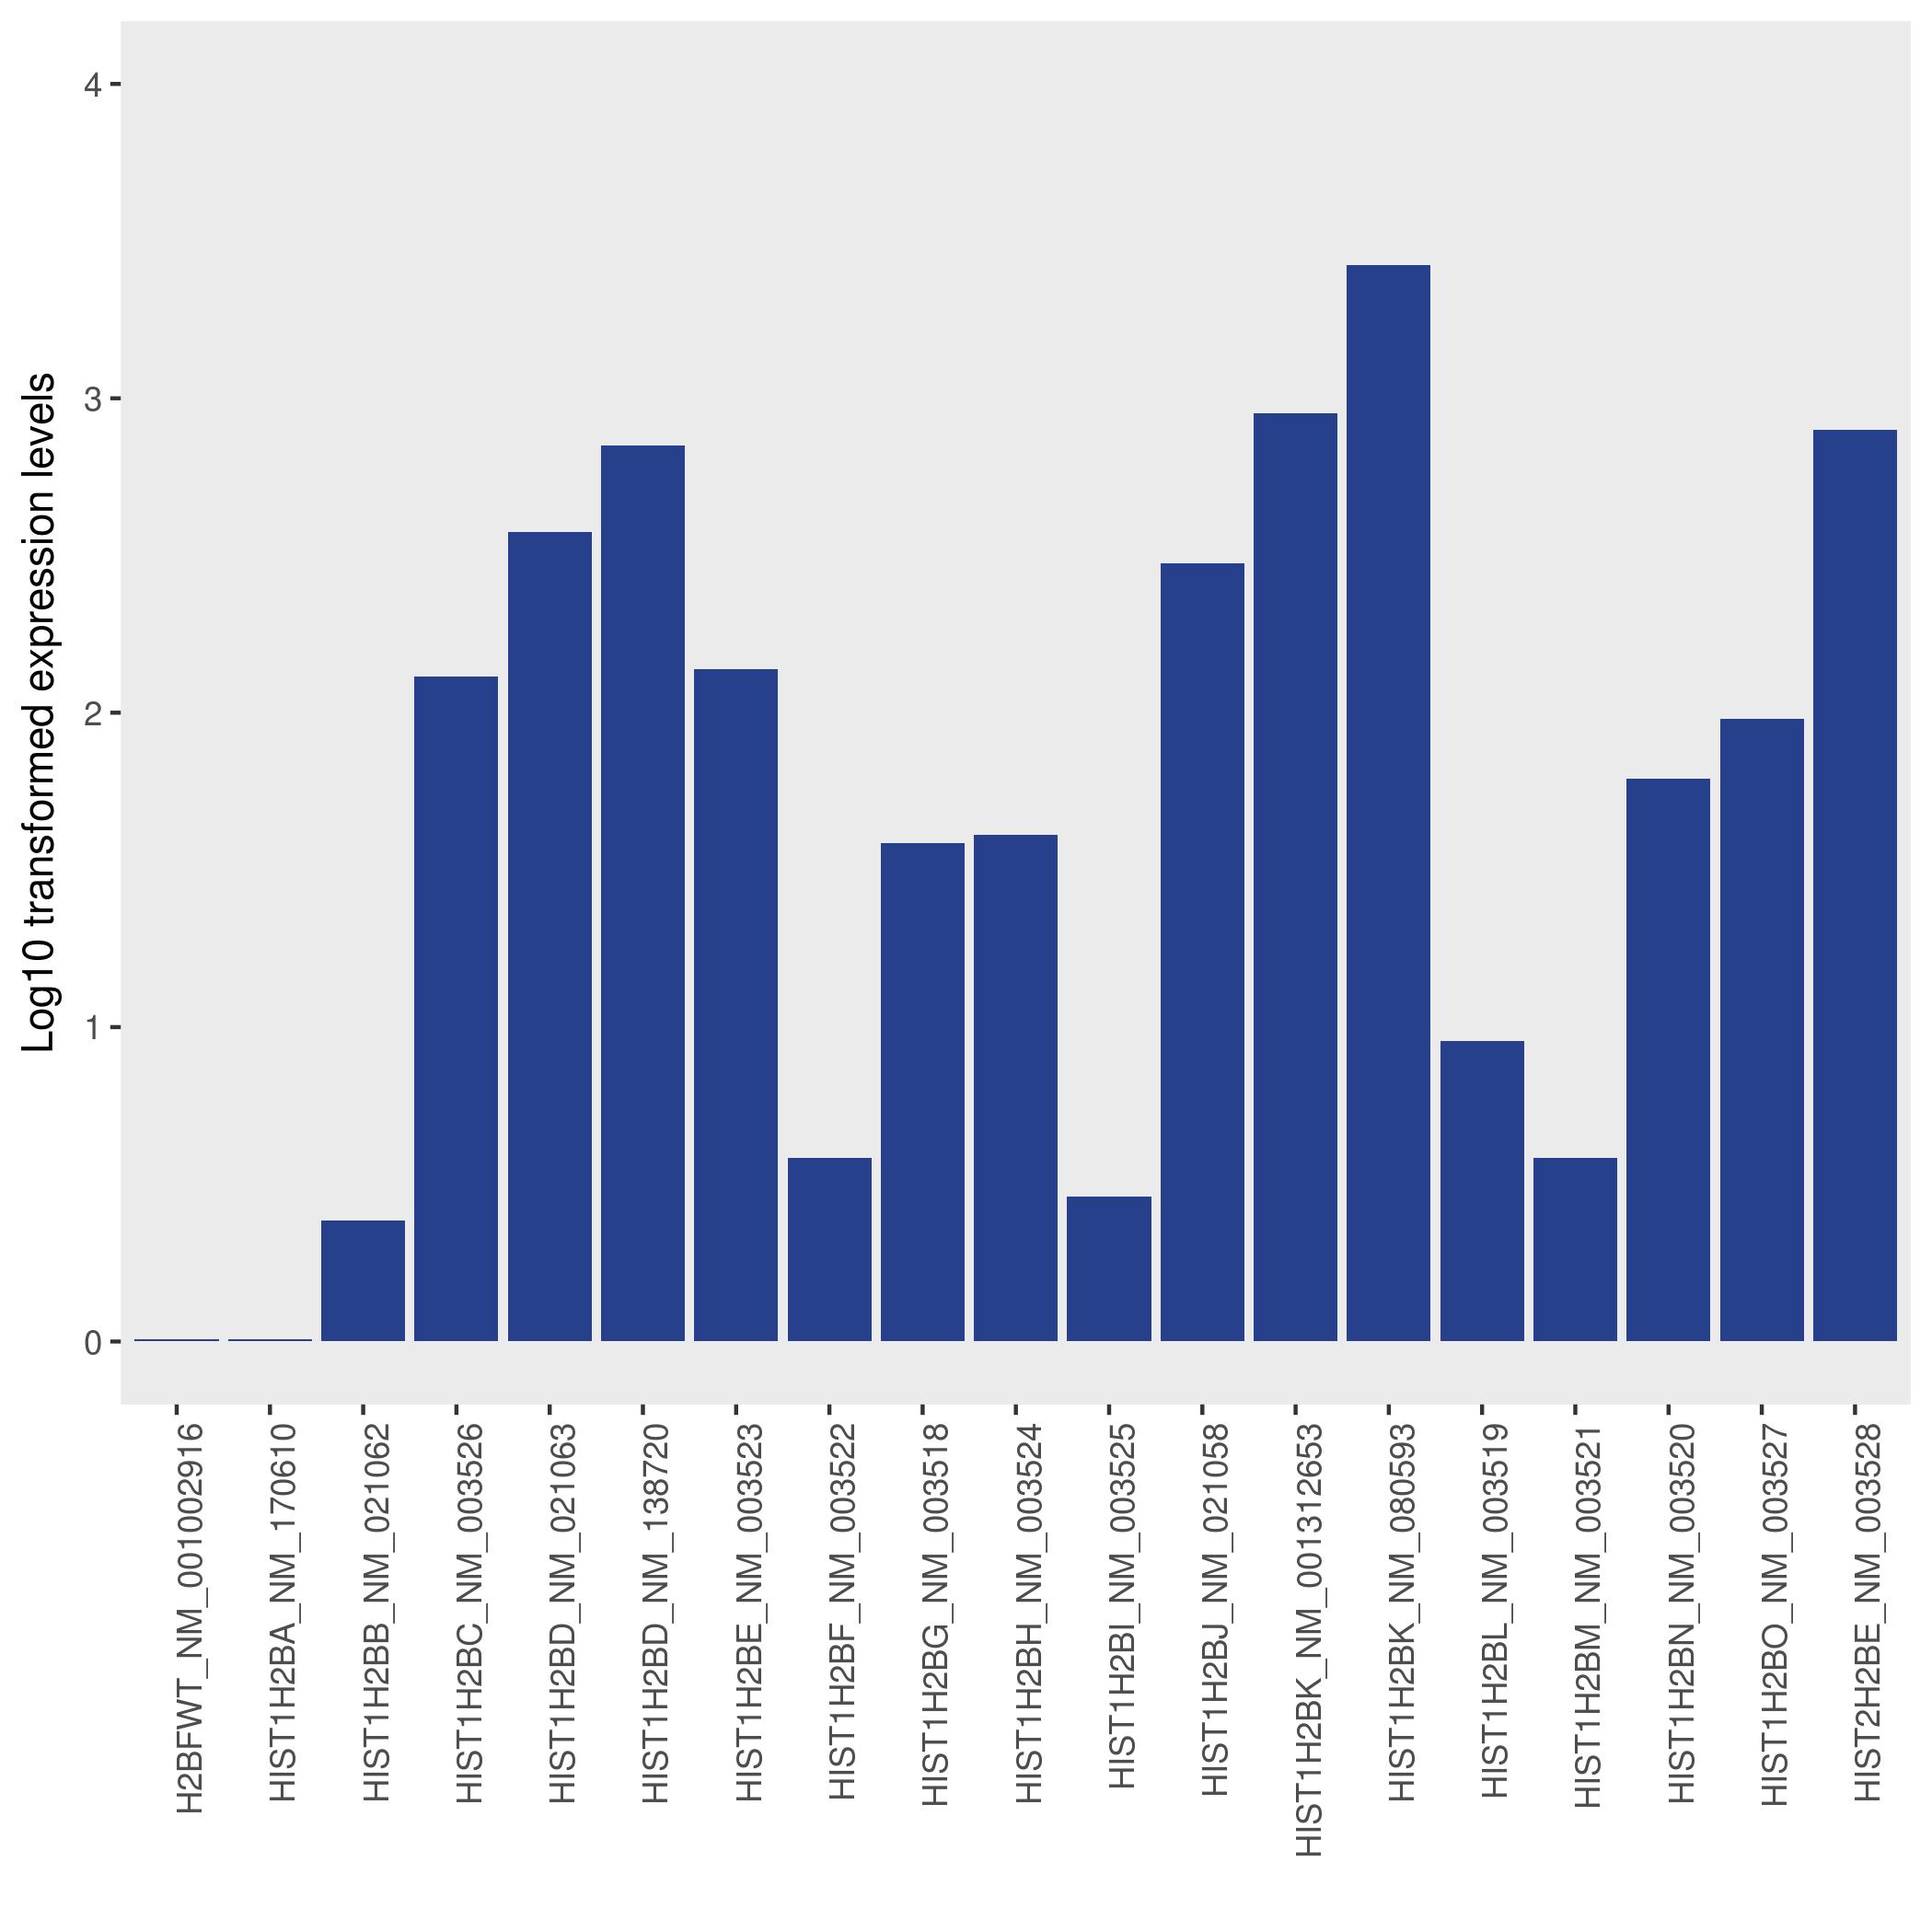 Log10 transformed expression levels
4
3
2
1
0
H2BFWT_NM_001002916
HIST1H2BA_NM_170610
HIST1H2BB_NM_021062
HIST1H2BC_NM_003526
HIST1H2BD_NM_021063
HIST1H2BD_NM_138720
HIST1H2BE_NM_003523
HIST1H2BF_NM_003522
HIST1H2BG_NM_003518
HIST1H2BH_NM_003524
HIST1H2BI_NM_003525
HIST1H2BJ_NM_021058
HIST1H2BK_NM_001312653
HIST1H2BK_NM_080593
HIST1H2BL_NM_003519
HIST1H2BM_NM_003521
HIST1H2BN_NM_003520
HIST1H2BO_NM_003527
HIST2H2BE_NM_003528